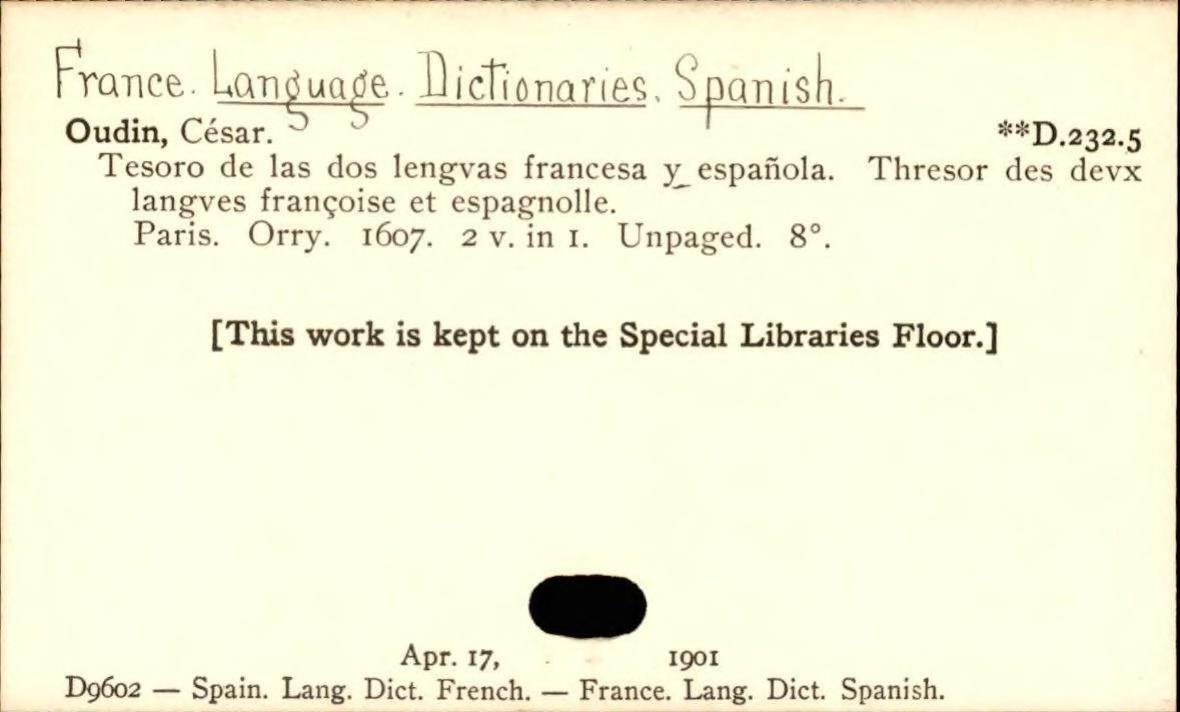 France. Language. Dictionaries. Spanish.
Oudin, César. **D.232.5
Tesoro de las dos lengvas francesa y española. Thresor des devx
langves françoise et espagnolle.
Paris. Orry. 1607. 2 v. in 1. Unpaged. 8°.
[This work is kept on the Special Libraries Floor.]
Apr. 17, 1901
D9602 — Spain. Lang. Dict. French. — France. Lang. Dict. Spanish.